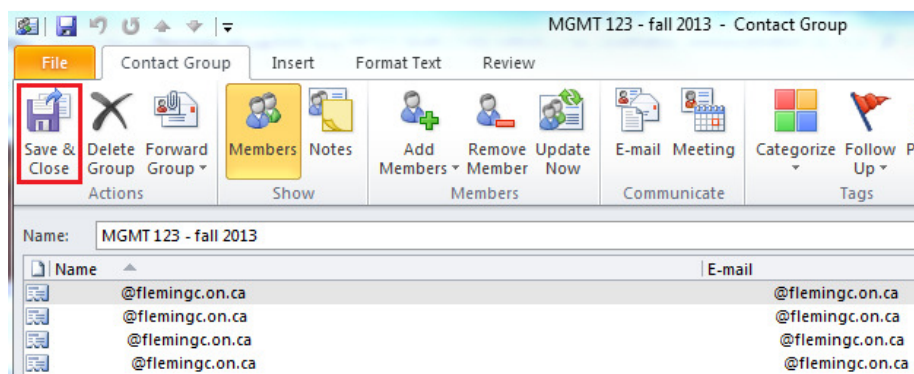 MGMT 123 - fall 2013 - Contact Group
File Contact Group Insert Format Text Review
Save & Close Delete Group Forward Group Members Notes Add Members Remove Member Update Now E-mail Meeting Categorize Follow Up P
Actions Show Members Communicate Tags
Name: MGMT 123 - fall 2013
Name E-mail
@flemingc.on.ca @flemingc.on.ca
@flemingc.on.ca @flemingc.on.ca
@flemingc.on.ca @flemingc.on.ca
@flemingc.on.ca @flemingc.on.ca